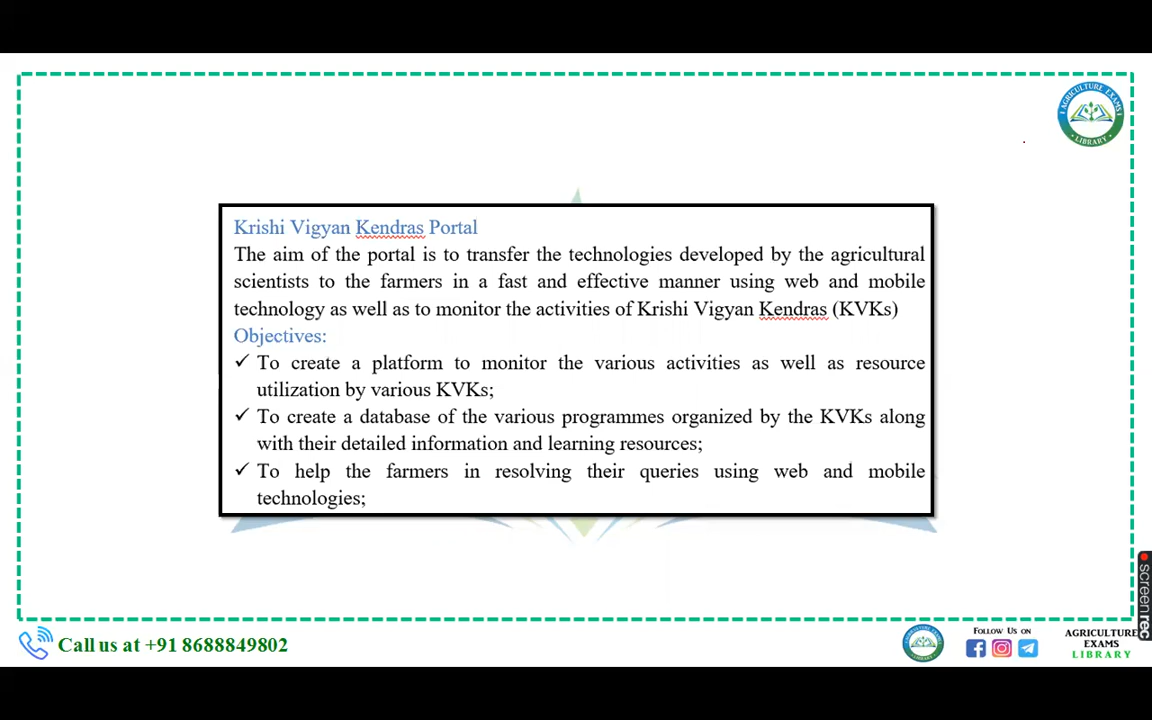 AGRICULTURE EXAMS
LIBRARY
Krishi Vigyan Kendras Portal
The aim of the portal is to transfer the technologies developed by the agricultural
scientists to the farmers in a fast and effective manner using web and mobile
technology as well as to monitor the activities of Krishi Vigyan Kendras (KVKs)
Objectives:
✓ To create a platform to monitor the various activities as well as resource
utilization by various KVKs;
✓ To create a database of the various programmes organized by the KVKs along
with their detailed information and learning resources;
✓ To help the farmers in resolving their queries using web and mobile
technologies;
screenrec
Call us at +91 8688849802
FOLLOW US ON
AGRICULTURE
EXAMS
LIBRARY